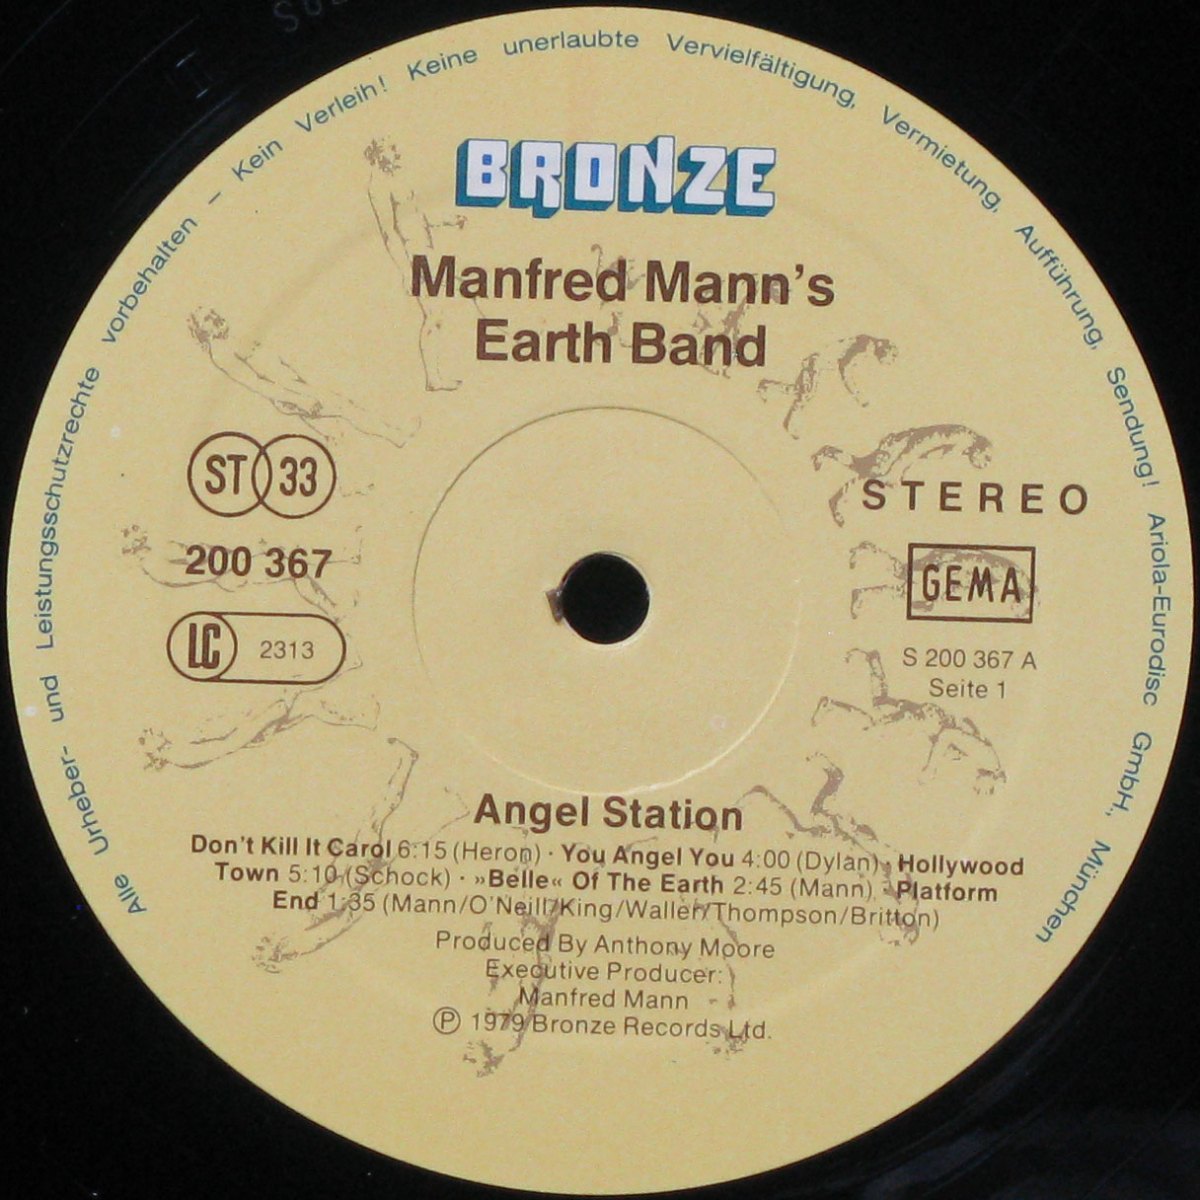 Alle Urheber- und Leistungsschutzrechte vorbehalten – Kein Verleih! Keine unerlaubte Vervielfältigung, Vermietung, Aufführung, Sendung! Ariola-Eurodisc GmbH., München
BRONZE
Manfred Mann's
Earth Band
ST 33
STEREO
200 367
GEMA
LC 2313
S 200 367 A
Seite 1
Angel Station
Don't Kill It Carol 6:15 (Heron) · You Angel You 4:00 (Dylan) · Hollywood
Town 5:10 (Schock) · »Belle« Of The Earth 2:45 (Mann) · Platform
End 1:35 (Mann/O'Neill/King/Waller/Thompson/Britton)
Produced By Anthony Moore
Executive Producer:
Manfred Mann
Ⓟ 1979 Bronze Records Ltd.